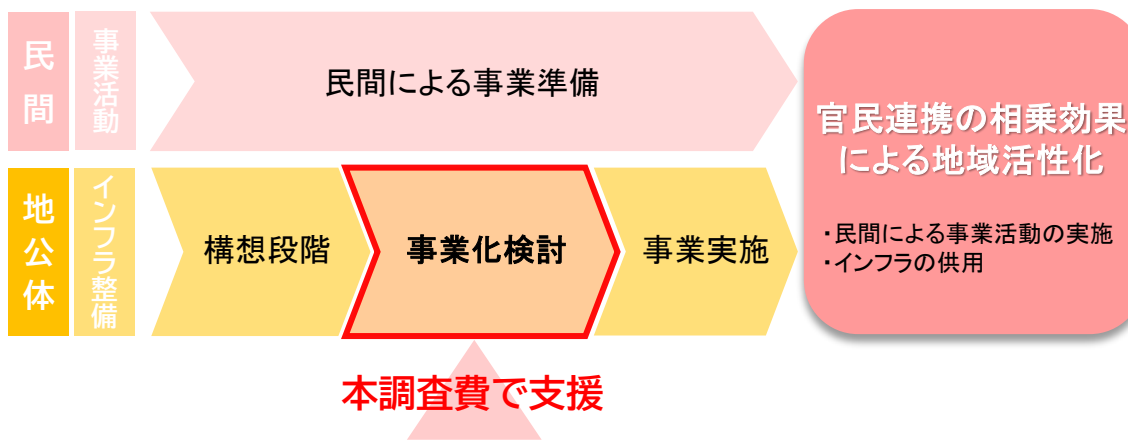 民間
事業活動
民間による事業準備
地公体
インフラ整備
構想段階
事業化検討
事業実施
本調査費で支援
官民連携の相乗効果
による地域活性化
・民間による事業活動の実施
・インフラの供用